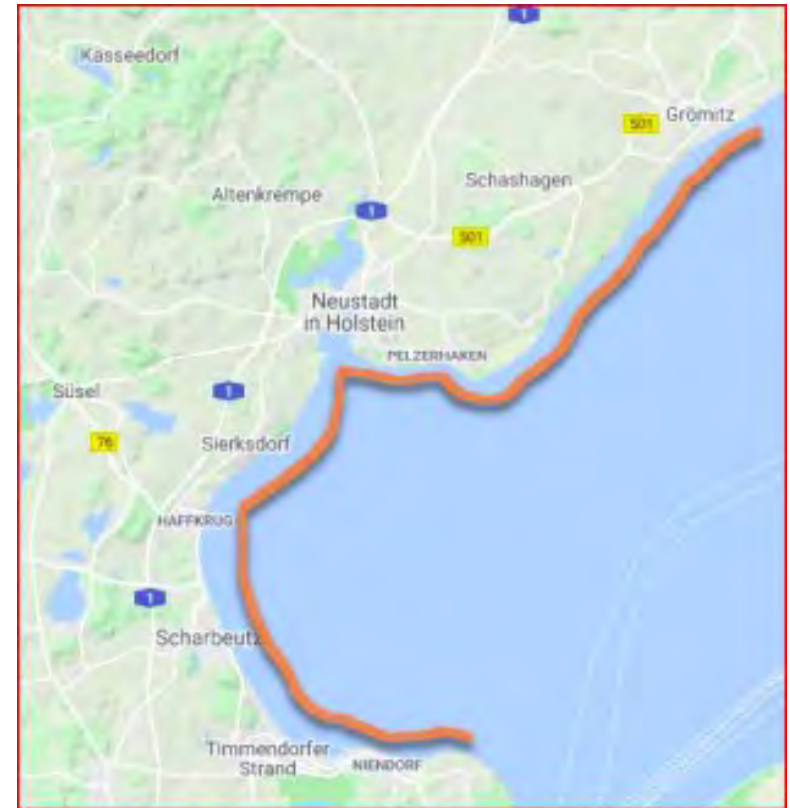 1
Kasseedorf
Grömitz
501
Schashagen
Altenkrempe
1
501
Neustadt
in Holstein
PELZERHAKEN
Süsel
1
76
Sierksdorf
HAFFKRUG
1
Scharbeutz
Timmendorfer
Strand
NIENDORF